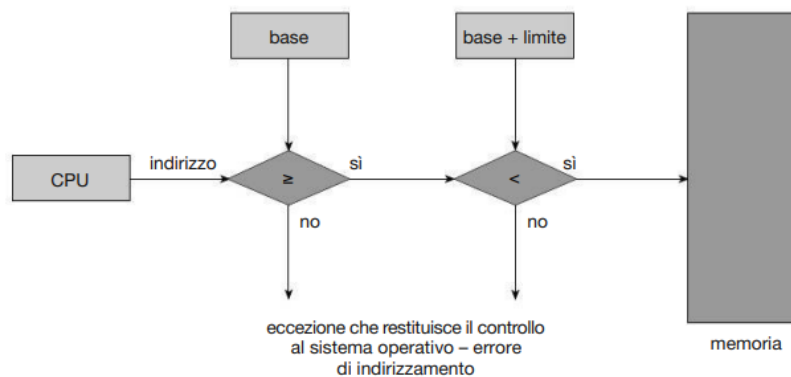 base
base + limite
CPU
indirizzo
≥
sì
<
sì
no
no
eccezione che restituisce il controllo
al sistema operativo – errore
di indirizzamento
memoria